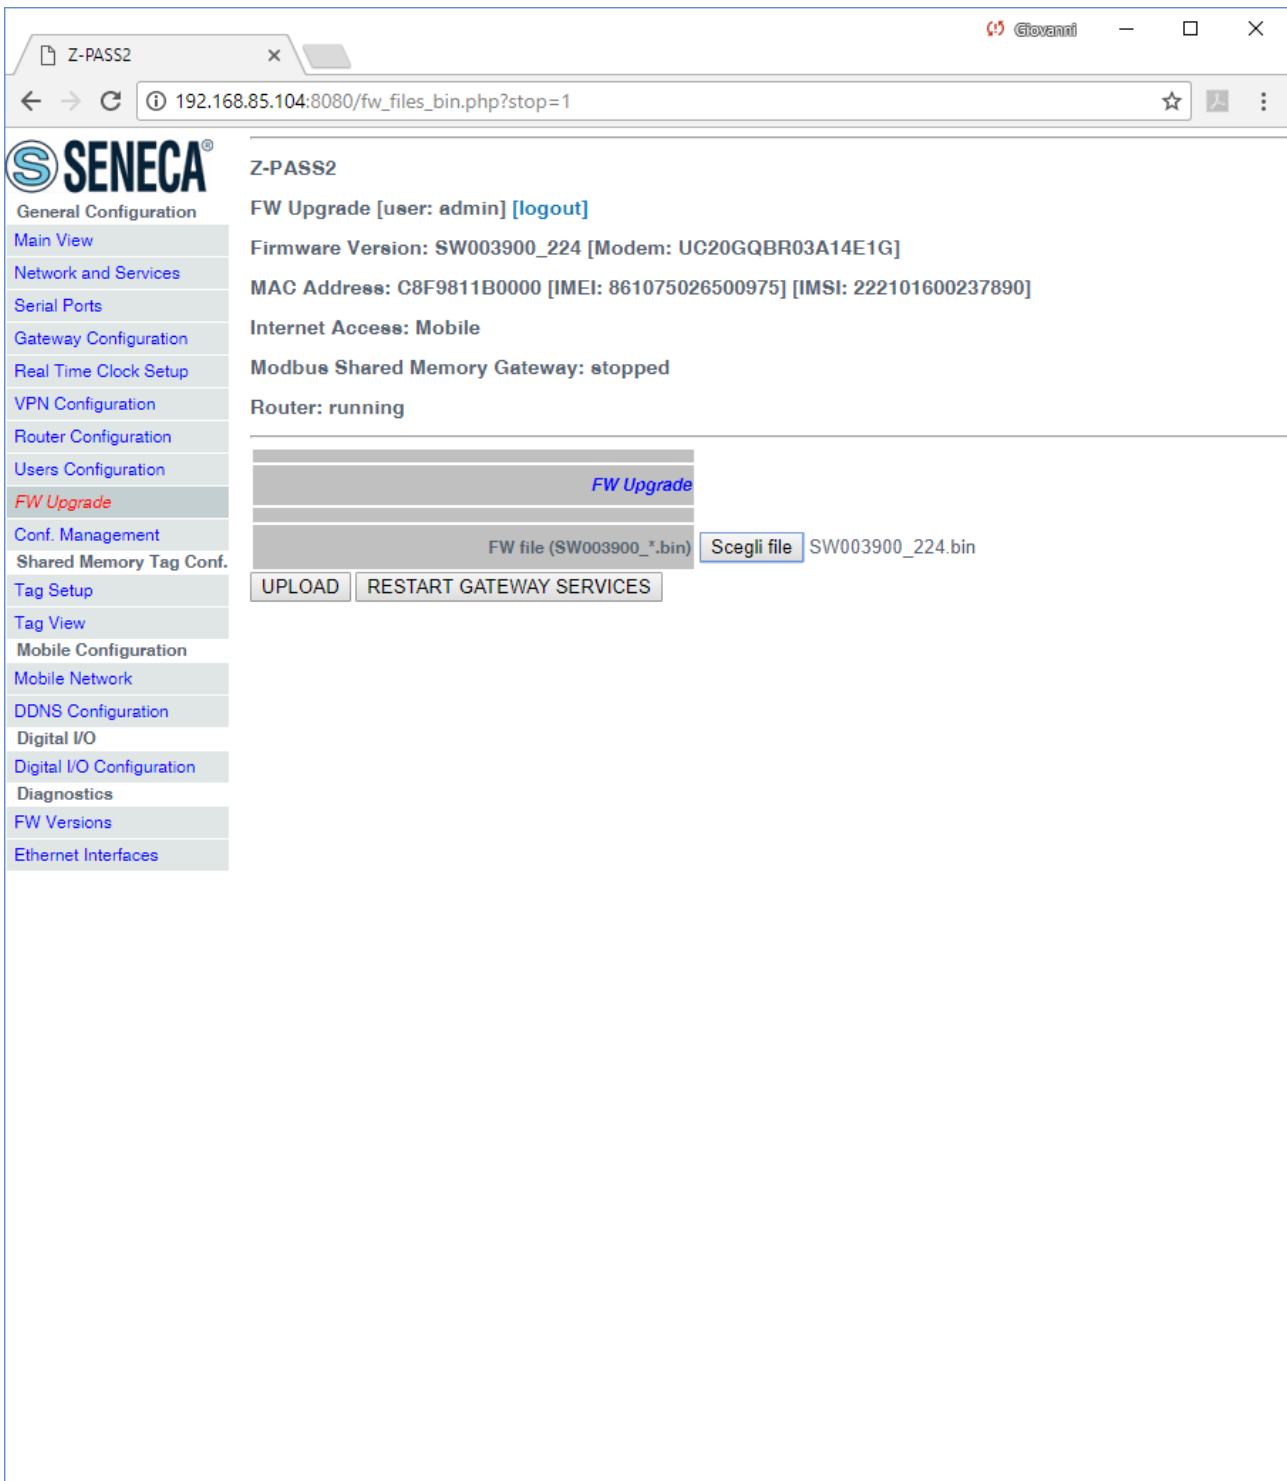 Giovanni
Z-PASS2
192.168.85.104:8080/fw_files_bin.php?stop=1
SENECA®
General Configuration
Main View
Network and Services
Serial Ports
Gateway Configuration
Real Time Clock Setup
VPN Configuration
Router Configuration
Users Configuration
FW Upgrade
Conf. Management
Shared Memory Tag Conf.
Tag Setup
Tag View
Mobile Configuration
Mobile Network
DDNS Configuration
Digital I/O
Digital I/O Configuration
Diagnostics
FW Versions
Ethernet Interfaces
Z-PASS2
FW Upgrade [user: admin] [logout]
Firmware Version: SW003900_224 [Modem: UC20GQBR03A14E1G]
MAC Address: C8F9811B0000 [IMEI: 861075026500975] [IMSI: 222101600237890]
Internet Access: Mobile
Modbus Shared Memory Gateway: stopped
Router: running
FW Upgrade
FW file (SW003900_*.bin) Scegli file SW003900_224.bin
UPLOAD RESTART GATEWAY SERVICES